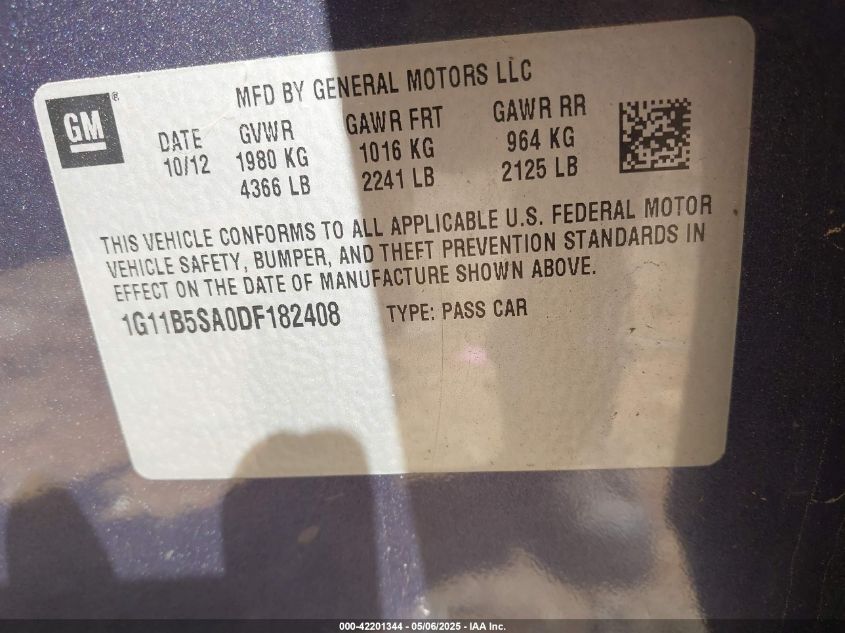 MFD BY GENERAL MOTORS LLC
GM ®
DATE GVWR GAWR FRT GAWR RR
10/12 1980 KG 1016 KG 964 KG
4366 LB 2241 LB 2125 LB
THIS VEHICLE CONFORMS TO ALL APPLICABLE U.S. FEDERAL MOTOR
VEHICLE SAFETY, BUMPER, AND THEFT PREVENTION STANDARDS IN
EFFECT ON THE DATE OF MANUFACTURE SHOWN ABOVE.
1G11B5SA0DF182408 TYPE: PASS CAR
000-42201344 - 05/06/2025 - IAA Inc.